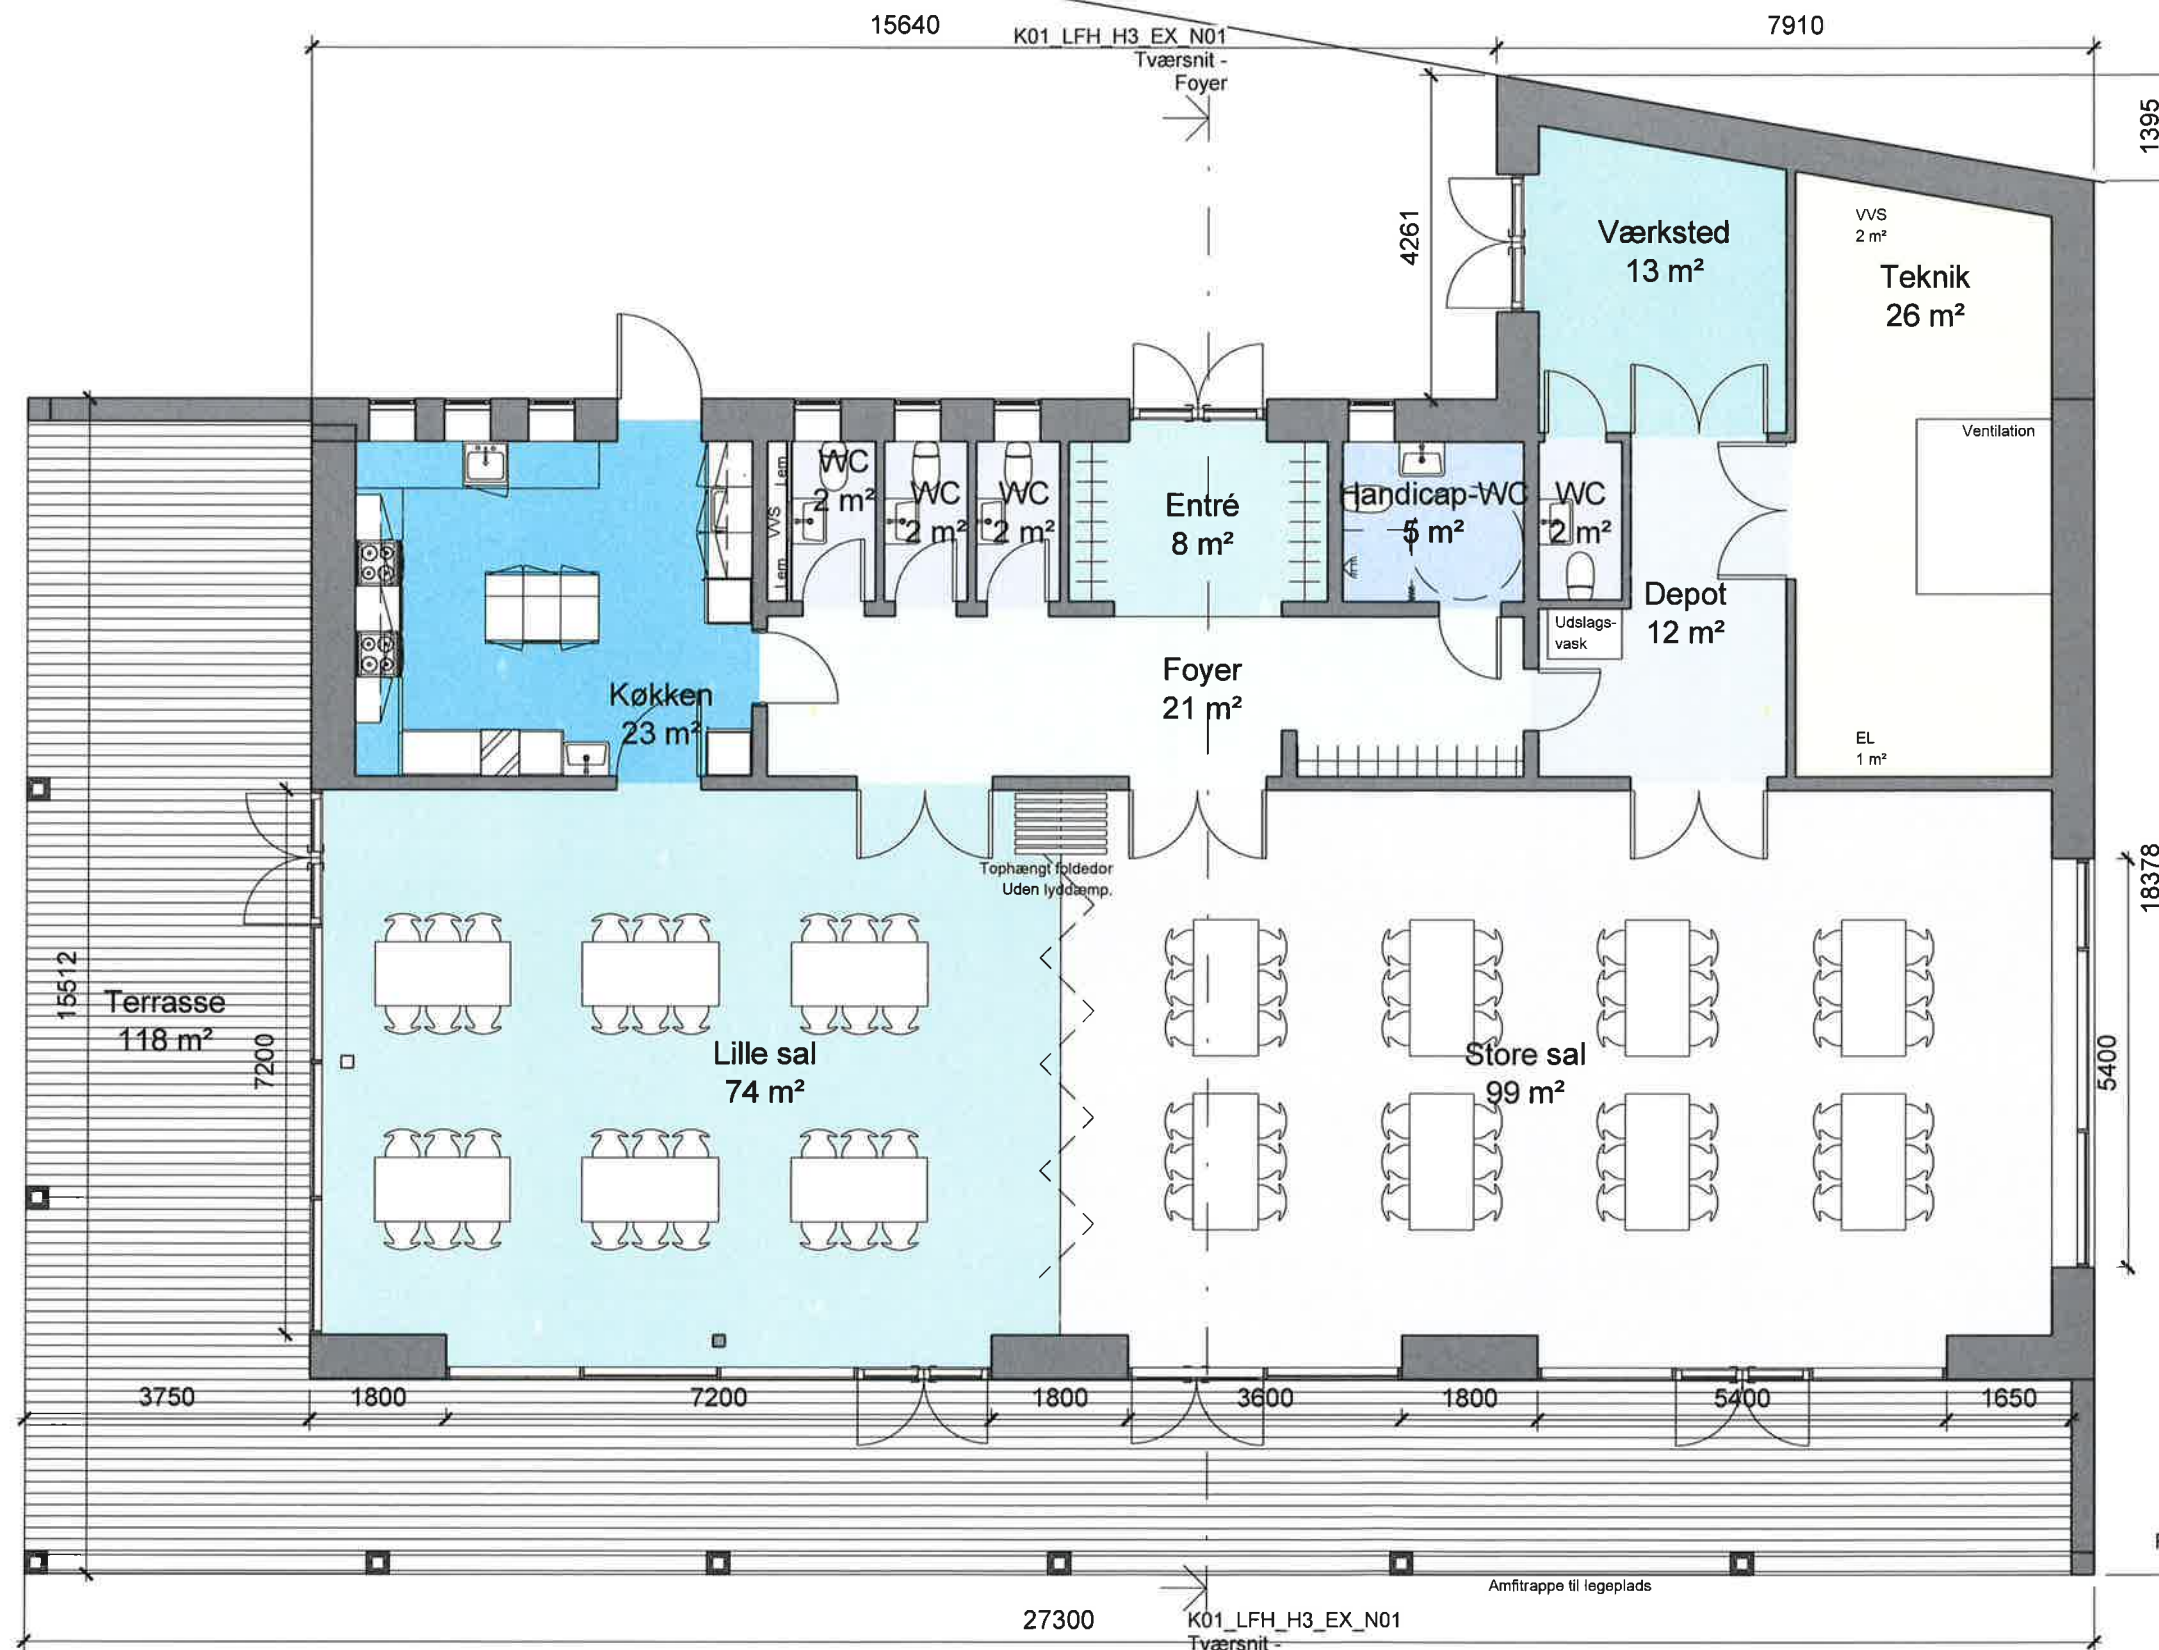 15640
7910
K01_LFH_H3_EX_N01
Tværsnit -
Foyer
1395
4261
Værksted
13 m²
VVS
2 m²
Teknik
26 m²
Ventilation
Lem
VVS
Lem
WC
2 m²
WC
2 m²
WC
2 m²
Entré
8 m²
Handicap-WC
5 m²
WC
2 m²
Depot
12 m²
Udslags-
vask
Foyer
21 m²
Køkken
23 m²
EL
1 m²
Tophængt foldedor
Uden lyddæmp.
18378
15512
Terrasse
118 m²
7200
Lille sal
74 m²
Store sal
99 m²
5400
3750
1800
7200
1800
3600
1800
5400
1650
Amfitrappe til legeplads
27300
K01_LFH_H3_EX_N01
Tværsnit -